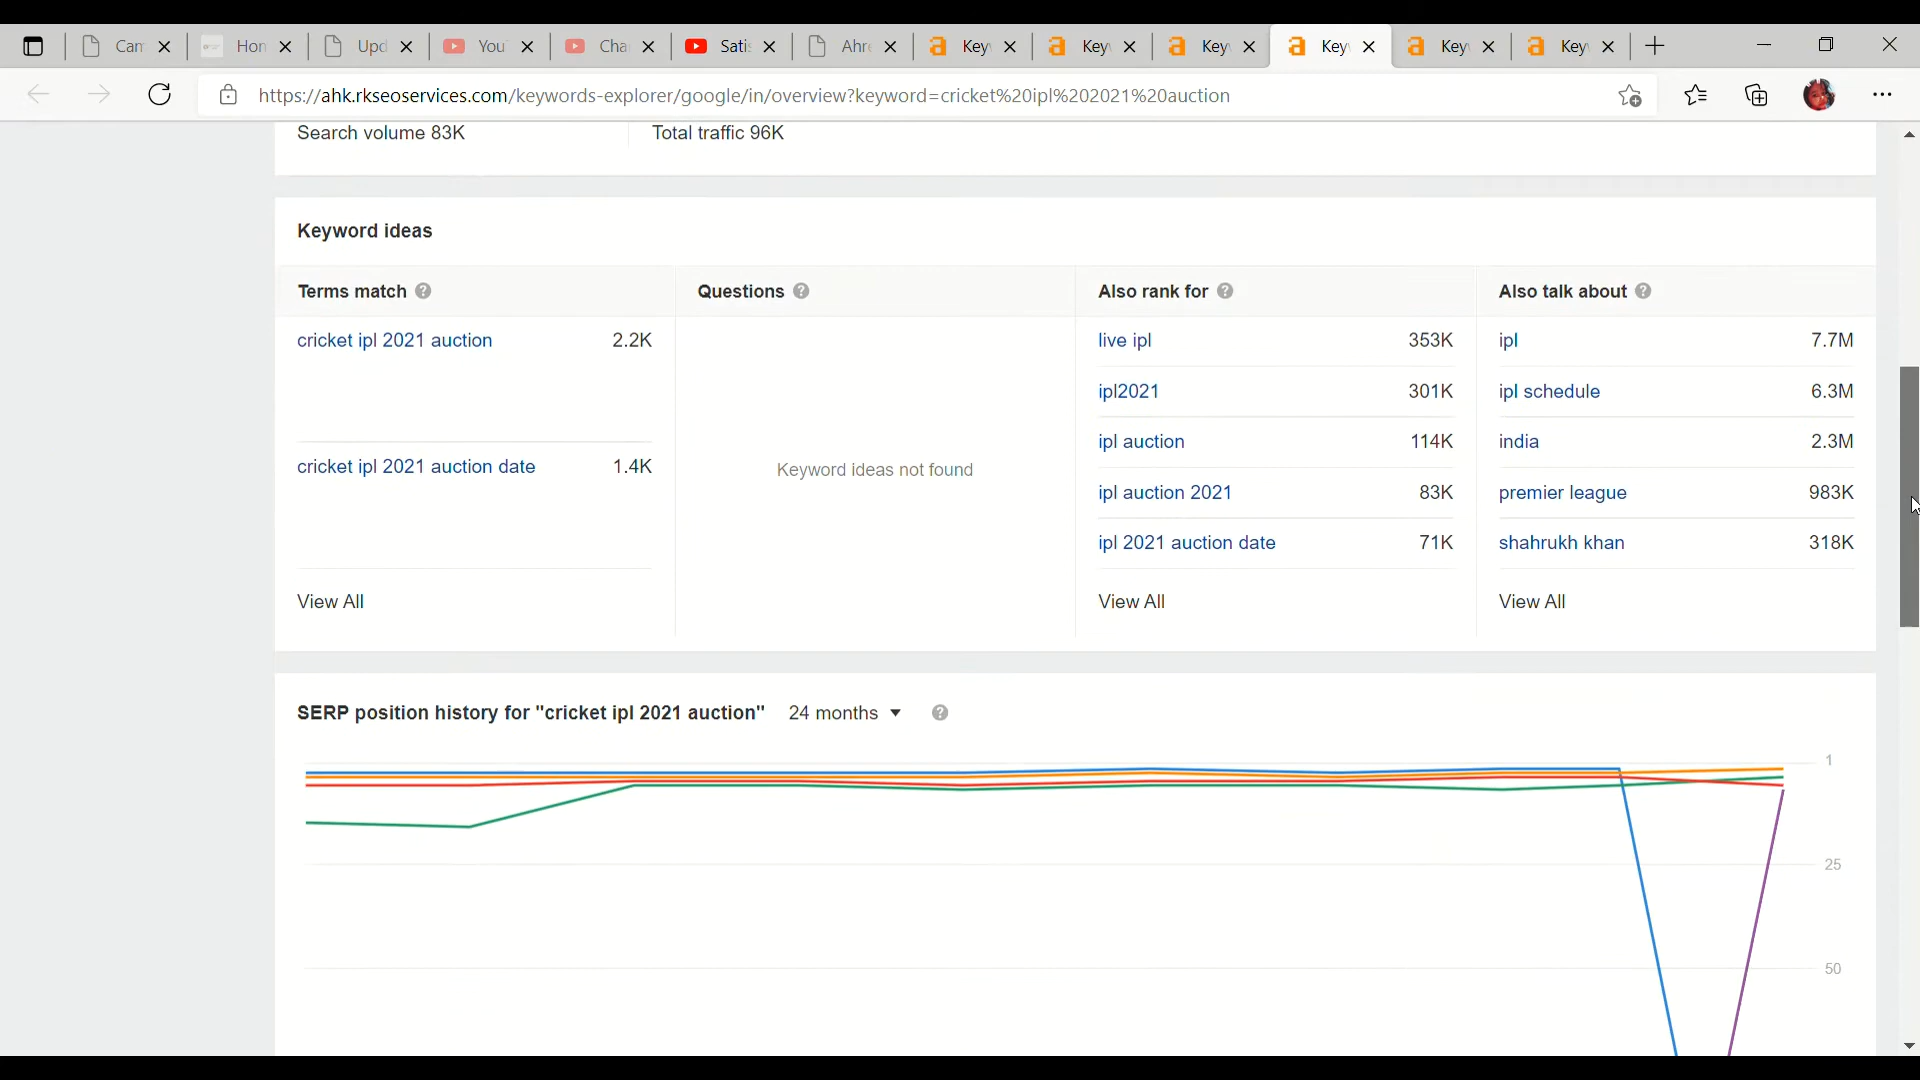 Can
Hon
Upd
You
Cha
Sati
Ahre
Key
Key
Key
Key
Key
Key
https://ahk.rkseoservices.com/keywords-explorer/google/in/overview?keyword=cricket%20ipl%202021%20auction
Search volume 83K
Total traffic 96K
Keyword ideas
Terms match
Questions
Also rank for
Also talk about
cricket ipl 2021 auction 2.2K
cricket ipl 2021 auction date 1.4K
View All
Keyword ideas not found
live ipl 353K
ipl2021 301K
ipl auction 114K
ipl auction 2021 83K
ipl 2021 auction date 71K
View All
ipl 7.7M
ipl schedule 6.3M
india 2.3M
premier league 983K
shahrukh khan 318K
View All
SERP position history for "cricket ipl 2021 auction" 24 months
1
25
50